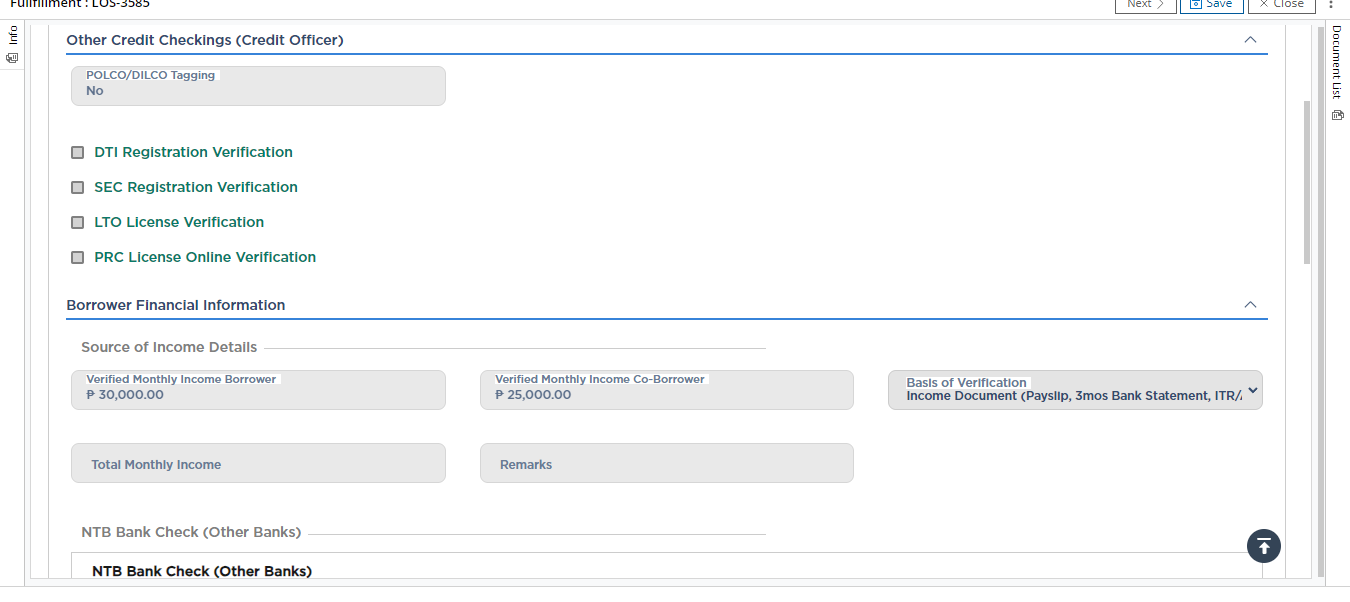 Fulfillment : LOS-3585
Next
Save
Close
Info
Document List
Other Credit Checkings (Credit Officer)
POLCO/DILCO Tagging
No
DTI Registration Verification
SEC Registration Verification
LTO License Verification
PRC License Online Verification
Borrower Financial Information
Source of Income Details
Verified Monthly Income Borrower
₱ 30,000.00
Verified Monthly Income Co-Borrower
₱ 25,000.00
Basis of Verification
Income Document (Payslip, 3mos Bank Statement, ITR/
Total Monthly Income
Remarks
NTB Bank Check (Other Banks)
NTB Bank Check (Other Banks)